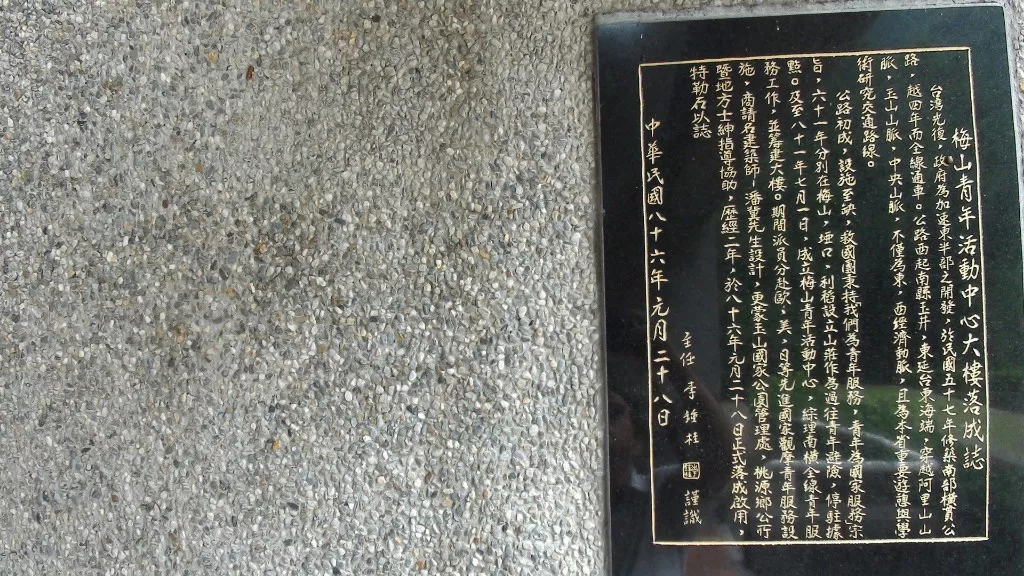 梅山青年活動中心大樓落成誌
台灣光復，政府為加速東半部之開發，於民國五十七年修築南部橫貫公
路，越四年而全線通車。公路西起南縣玉井，東延台東海端，穿越阿里山山
脈，玉山山脈，中央山脈，不僅為東，西經濟動脈，且為本省重要遊護與學
術研究交通路線。
公路初成，設施至缺，救國團秉持我們為青年服務，青年為國家服務宗
旨，六十一年分別在梅山，埡口，利稻設立山莊作為過往青年避險，停駐據
點。及至八十一年七月一日，成立梅山青年活動中心，綜理南橫全線青年服
務工作，並籌建大樓。期間派員分赴歐，美，日等先進國家觀摩青年服務設
施，商請名建築師－潘冀先生設計，更蒙玉山國家公園管理處，桃源鄉公所
暨地方士紳指導協助，歷經二年，於八十六年元月二十八日正式落成啟用，
特勒石以誌
主任 李鍾桂 謹識
中華民國八十六年元月二十八日